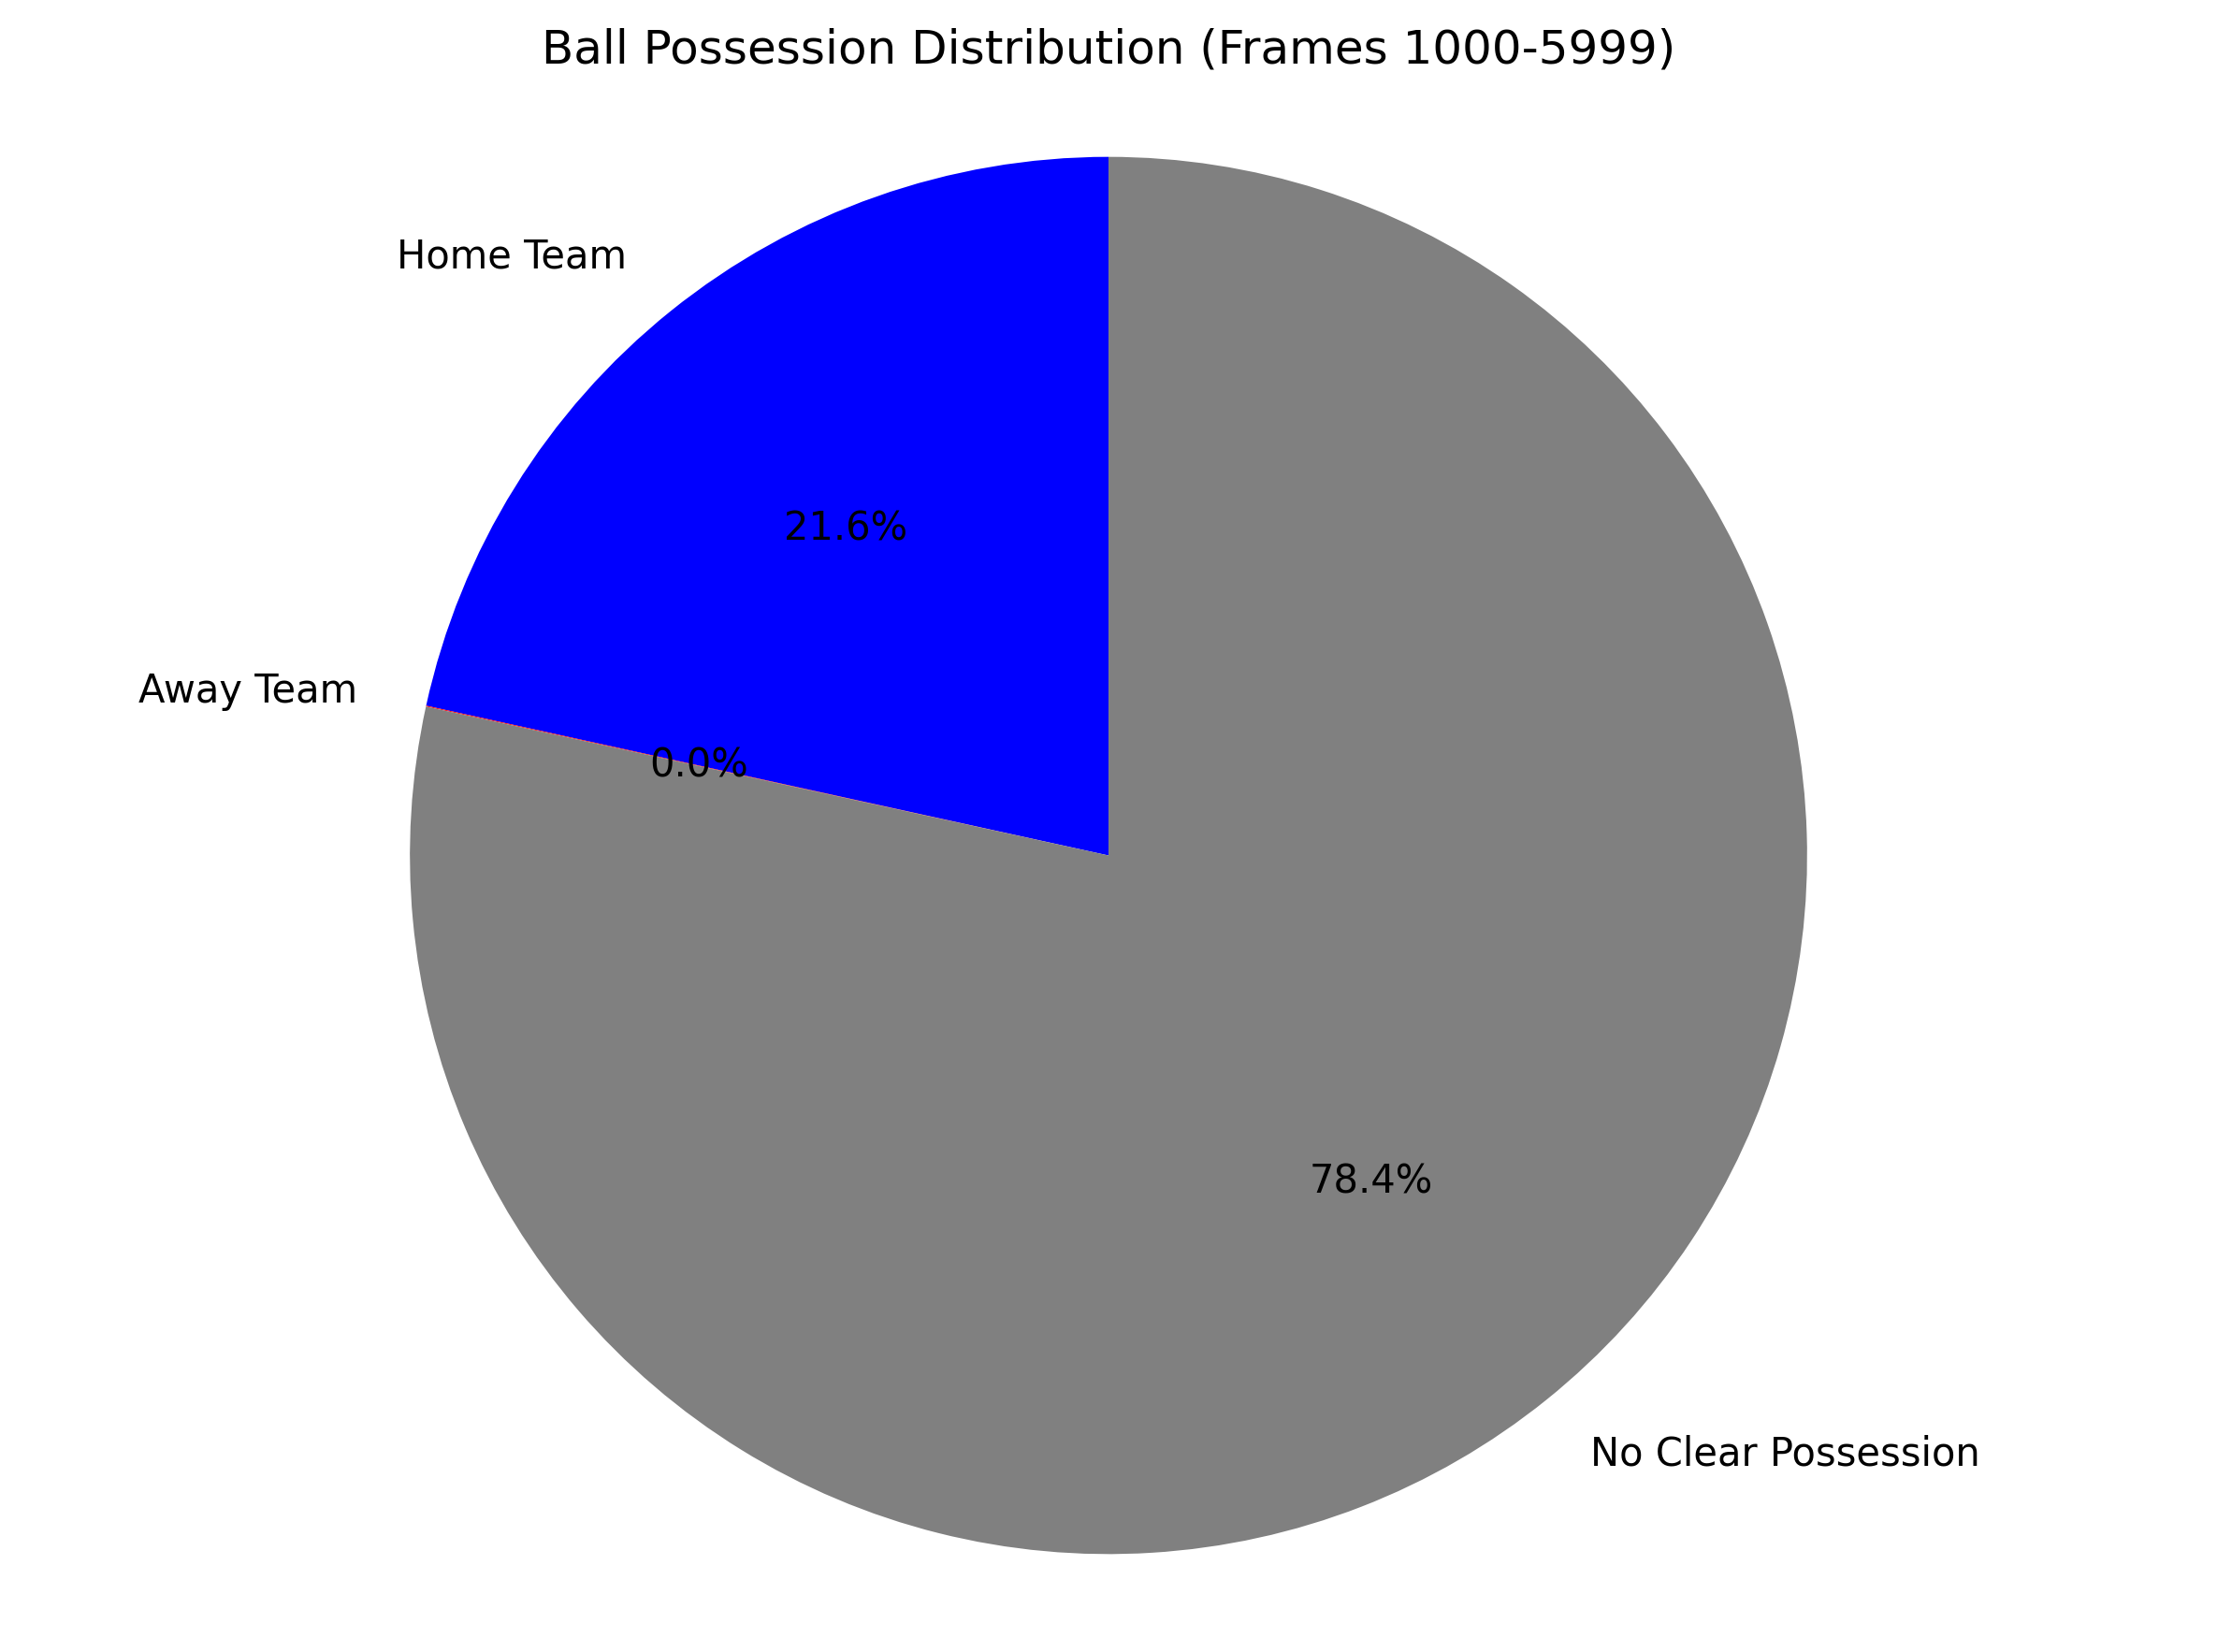 Ball Possession Distribution (Frames 1000-5999)
Home Team
21.6%
Away Team
0.0%
78.4%
No Clear Possession